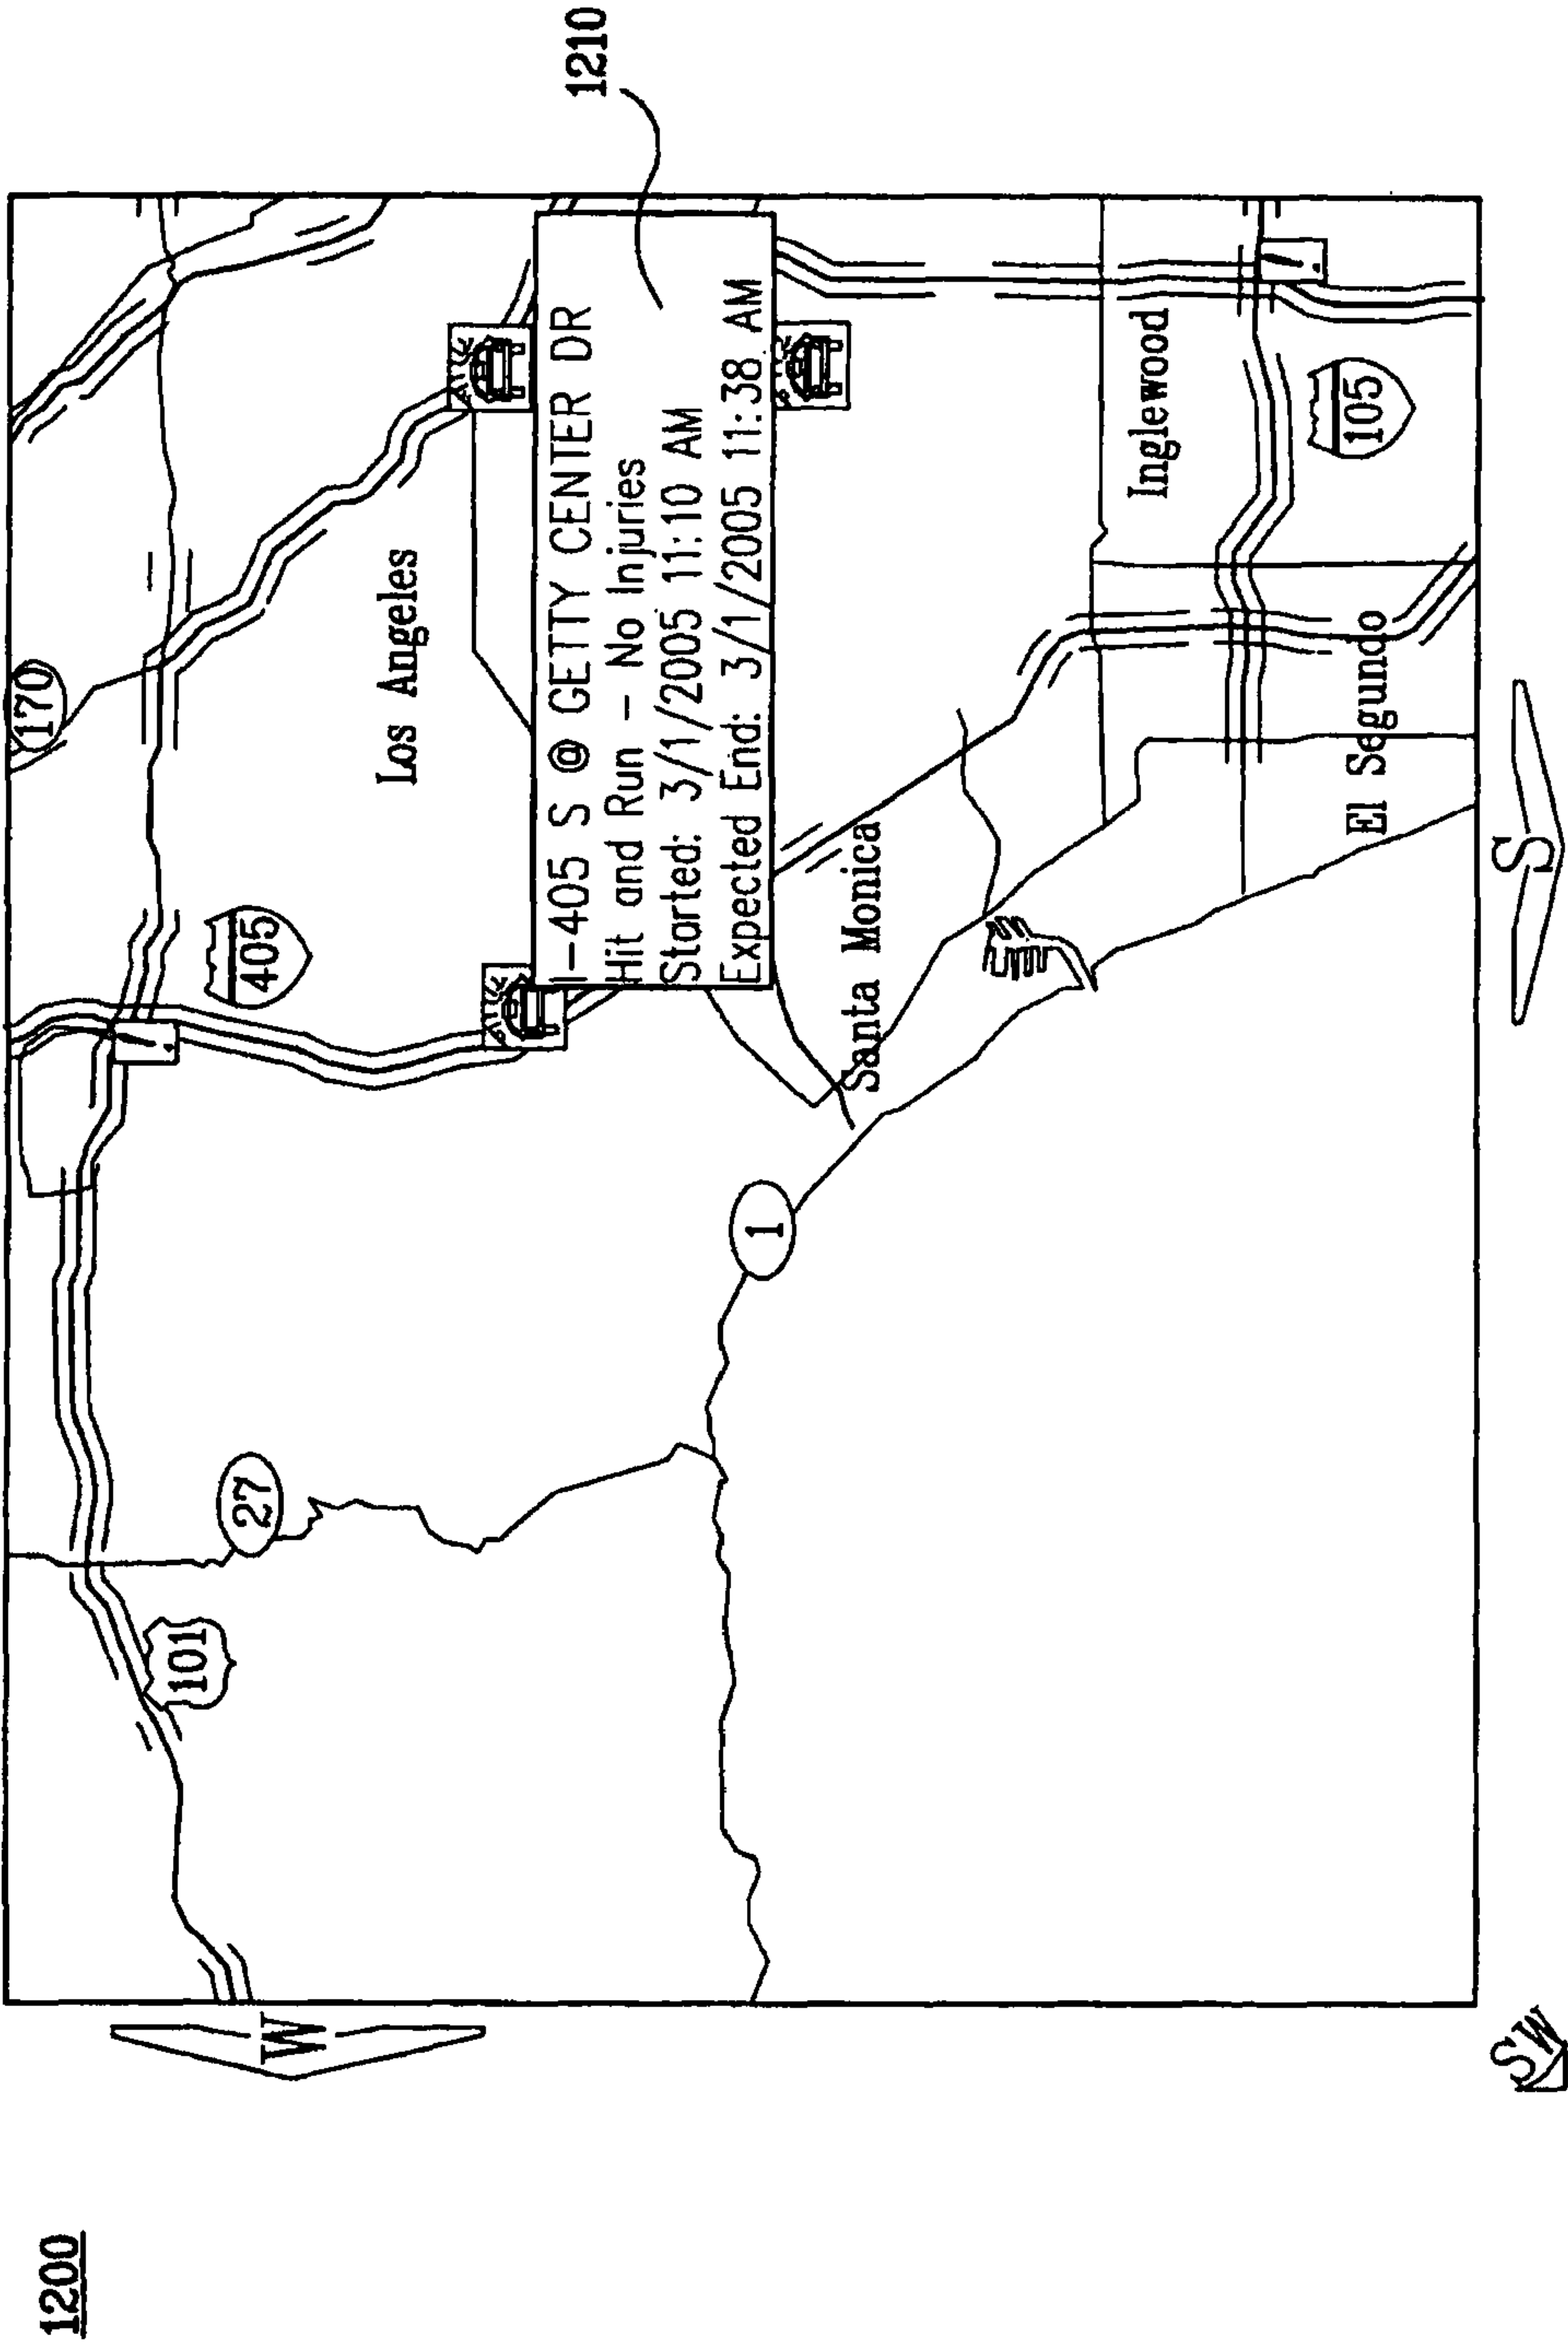 1200
170
101
27
405
Los Angeles
I-405 S @ GETTY CENTER DR
Hit and Run - No Injuries
Started: 3/1/2005 11:10 AM
Expected End: 3/1/2005 11:38 AM
1210
1
Santa Monica
Inglewood
105
El Segundo
W
S
SW